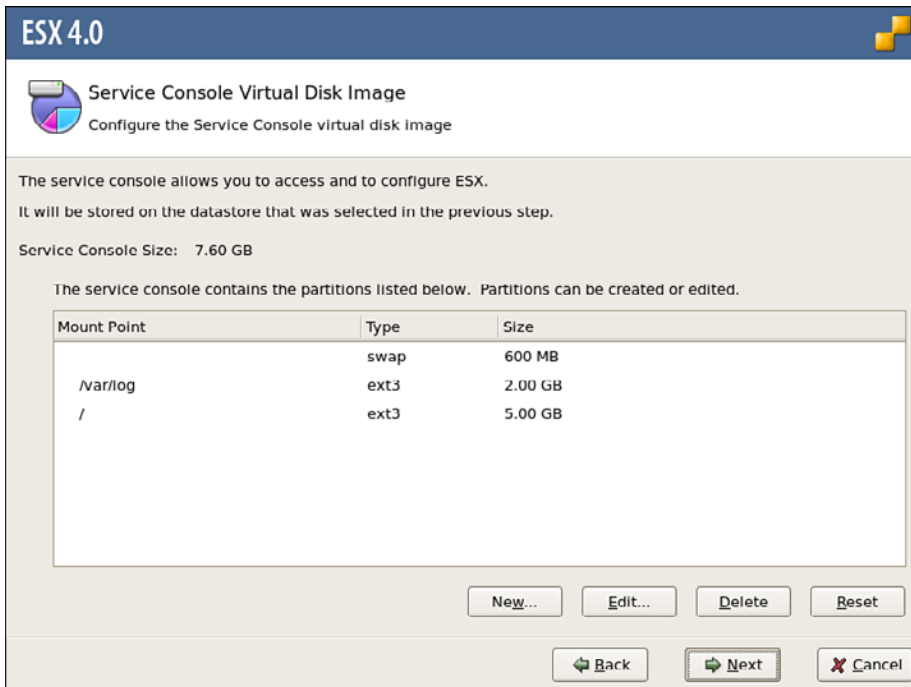 ESX 4.0
Service Console Virtual Disk Image
Configure the Service Console virtual disk image
The service console allows you to access and to configure ESX.
It will be stored on the datastore that was selected in the previous step.
Service Console Size: 7.60 GB
The service console contains the partitions listed below. Partitions can be created or edited.
Mount Point Type Size
swap 600 MB
/var/log ext3 2.00 GB
/ ext3 5.00 GB
New... Edit... Delete Reset
Back Next Cancel